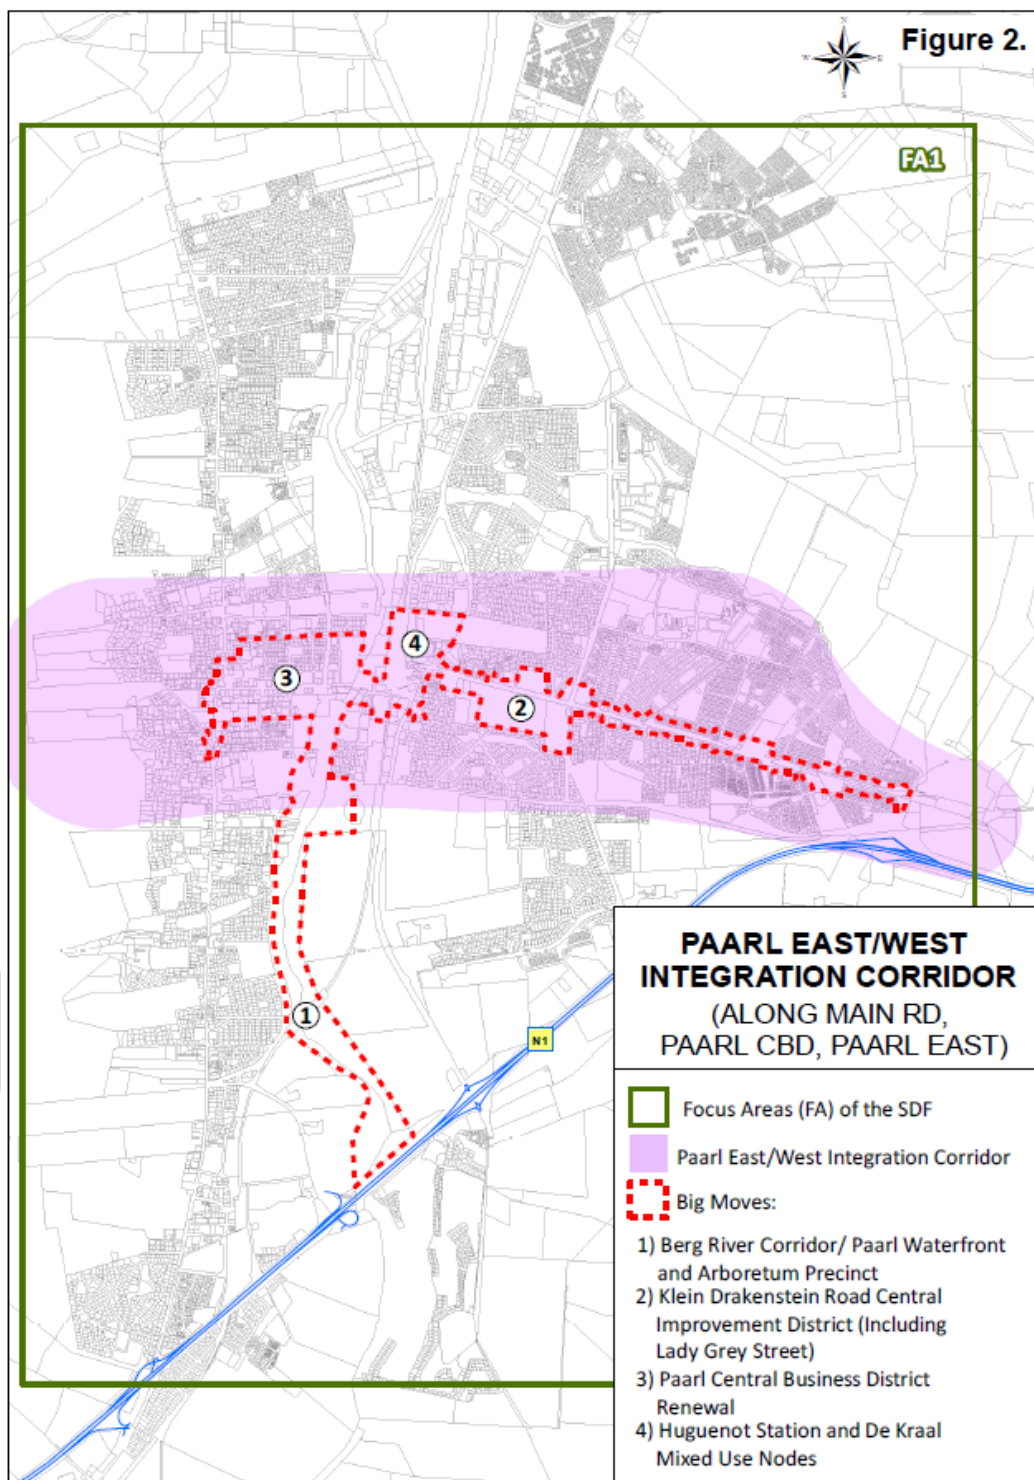 Figure 2.
N
W
E
S
FA1
3
4
2
1
N1
PAARL EAST/WEST
INTEGRATION CORRIDOR
(ALONG MAIN RD,
PAARL CBD, PAARL EAST)
Focus Areas (FA) of the SDF
Paarl East/West Integration Corridor
Big Moves:
1) Berg River Corridor/ Paarl Waterfront
and Arboretum Precinct
2) Klein Drakenstein Road Central
Improvement District (Including
Lady Grey Street)
3) Paarl Central Business District
Renewal
4) Huguenot Station and De Kraal
Mixed Use Nodes